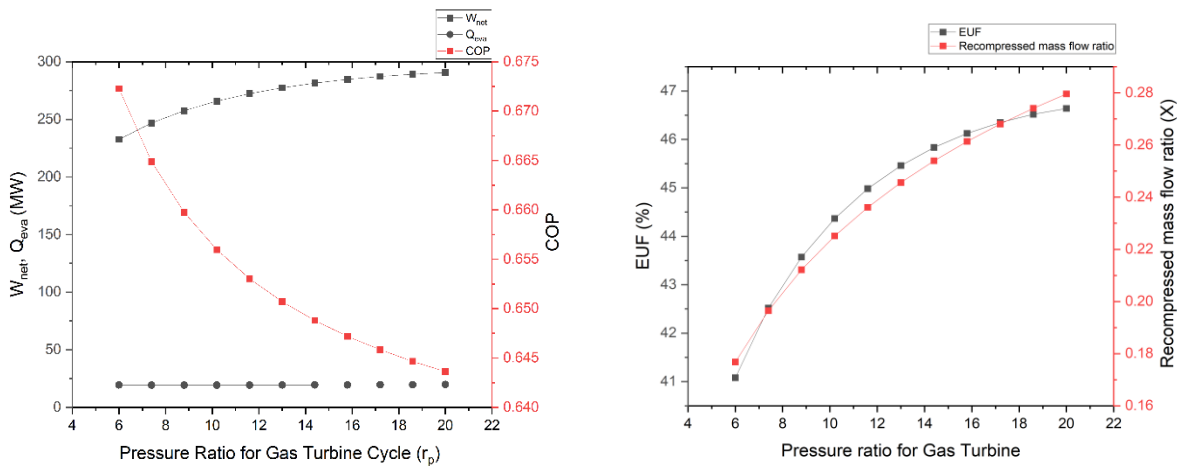 W_net
Q_eva
COP
300
250
200
150
100
50
0
W_net, Q_eva (MW)
0.675
0.670
0.665
0.660
0.655
0.650
0.645
0.640
COP
4 6 8 10 12 14 16 18 20 22
Pressure Ratio for Gas Turbine Cycle (r_p)
EUF
Recompressed mass flow ratio
47
46
45
44
43
42
41
EUF (%)
0.28
0.26
0.24
0.22
0.20
0.18
0.16
Recompressed mass flow ratio (X)
4 6 8 10 12 14 16 18 20 22
Pressure ratio for Gas Turbine